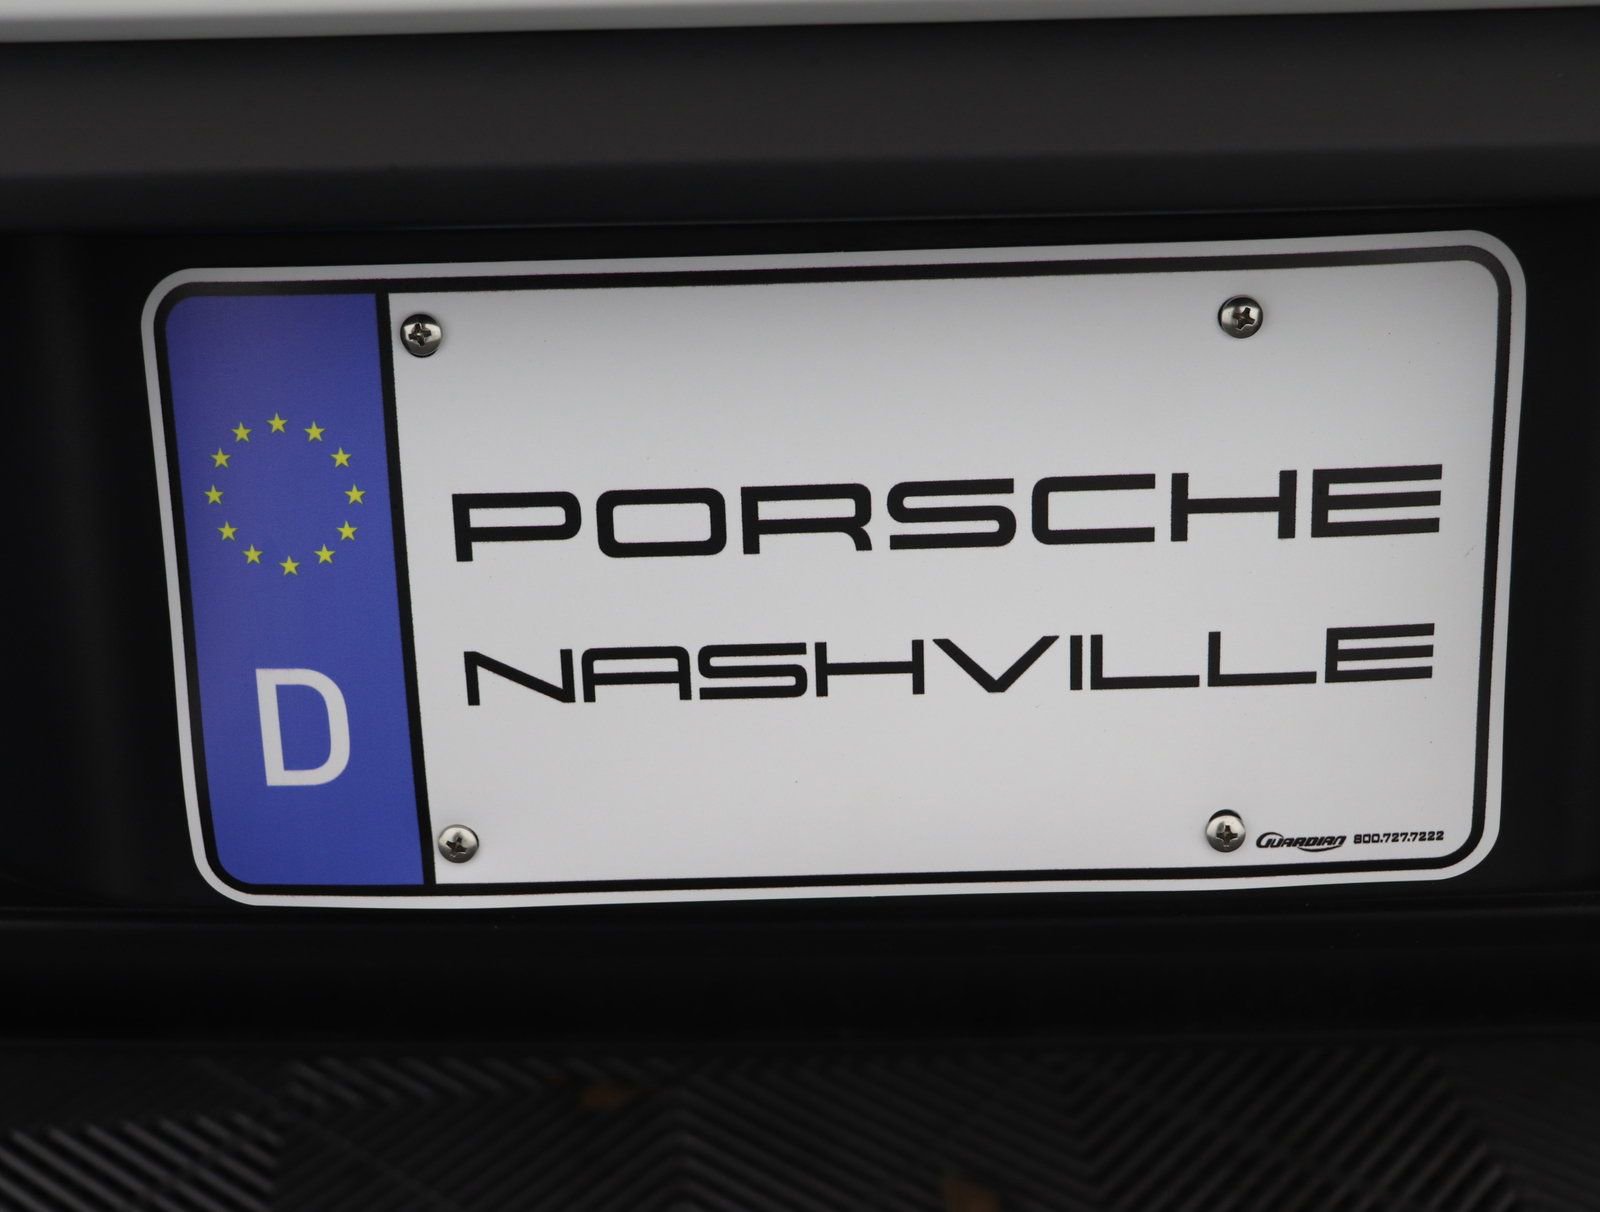 D
PORSCHE
NASHVILLE
GUARDIAN 800.727.7222